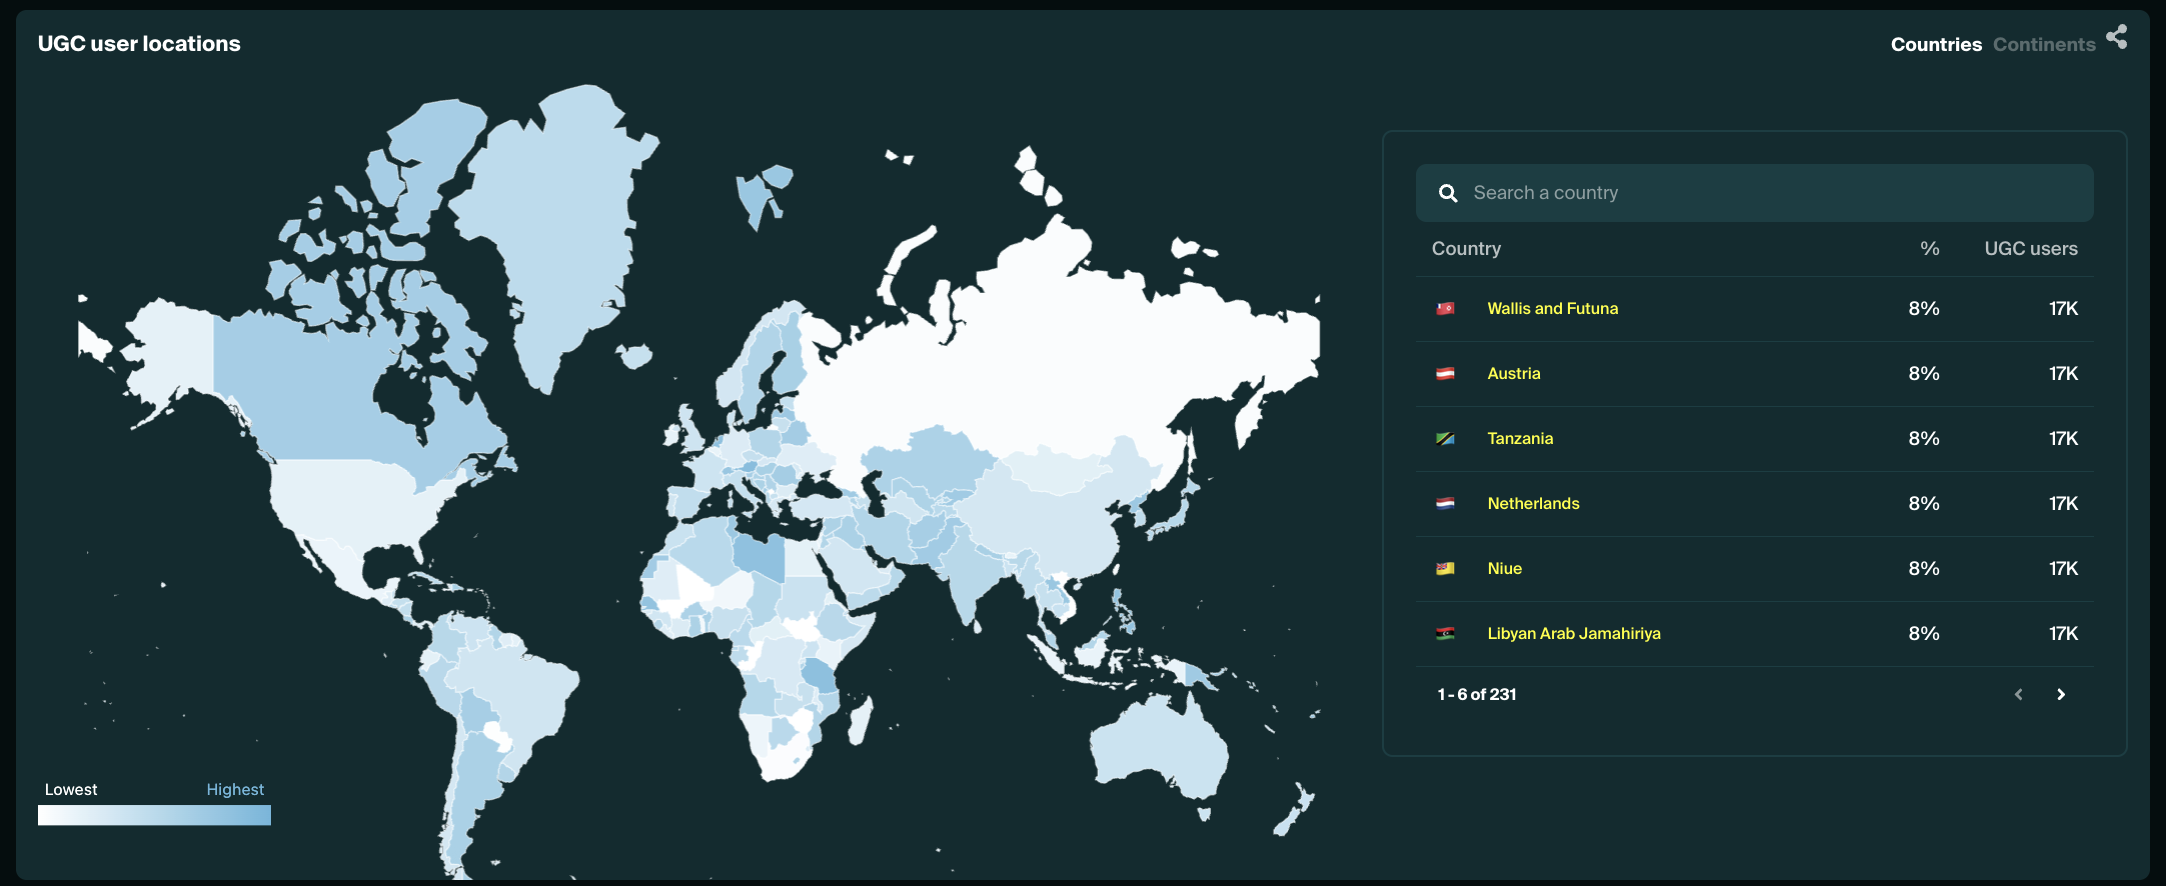 UGC user locations
Countries Continents
Search a country
Country % UGC users
Wallis and Futuna 8% 17K
Austria 8% 17K
Tanzania 8% 17K
Netherlands 8% 17K
Niue 8% 17K
Libyan Arab Jamahiriya 8% 17K
1 - 6 of 231
Lowest Highest